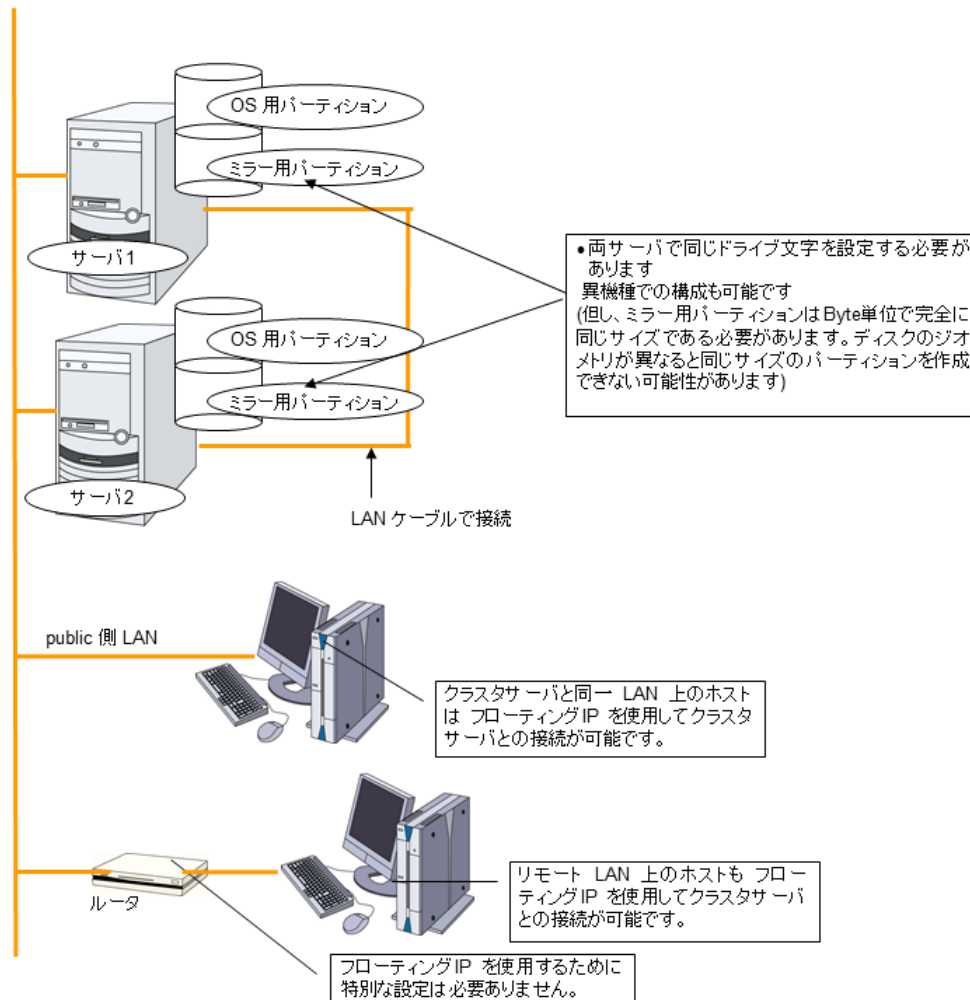 OS 用パーティション
ミラー用パーティション
サーバ1
●両サーバで同じドライブ文字を設定する必要が
あります
異機種での構成も可能です
(但し、ミラー用パーティションはByte単位で完全に
同じサイズである必要があります。ディスクのジオ
メトリが異なると同じサイズのパーティションを作成
できない可能性があります)
OS 用パーティション
ミラー用パーティション
サーバ2
LAN ケーブルで接続
public 側 LAN
クラスタサーバと同一 LAN 上のホスト
は フローティングIP を使用してクラスタ
サーバとの接続が可能です。
リモート LAN 上のホストも フロー
ティングIP を使用してクラスタサーバ
との接続が可能です。
ルータ
フローティングIP を使用するために
特別な設定は必要ありません。